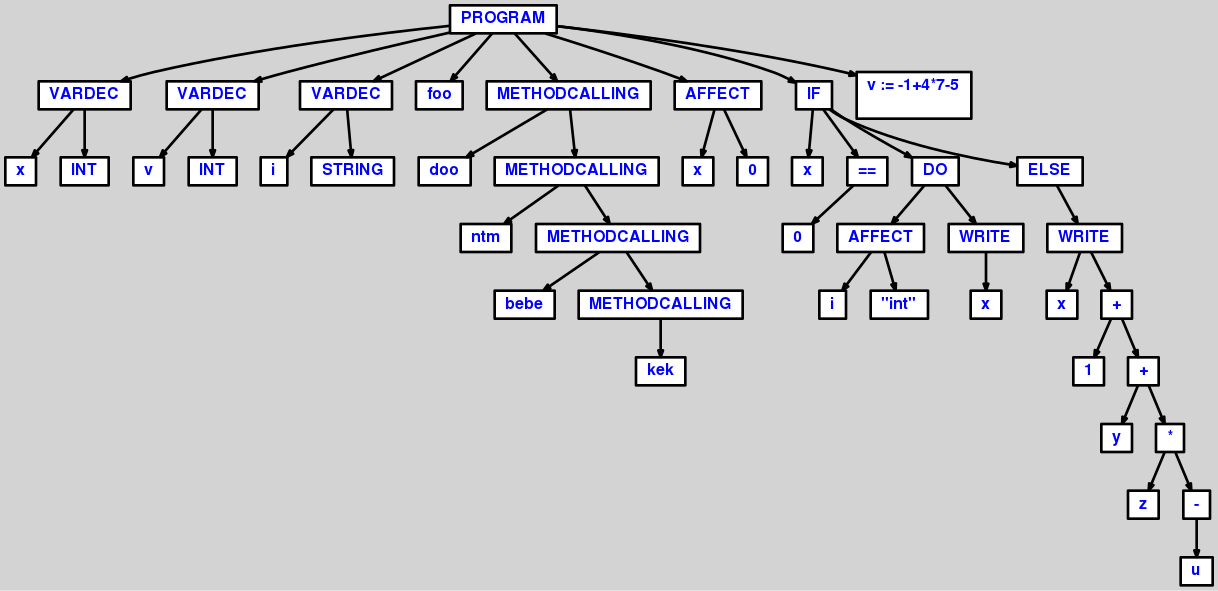 PROGRAM
VARDEC
VARDEC
VARDEC
foo
METHODCALLING
AFFECT
IF
v := -1+4*7-5
x
INT
v
INT
i
STRING
doo
METHODCALLING
x
0
x
==
DO
ELSE
ntm
METHODCALLING
0
AFFECT
WRITE
WRITE
bebe
METHODCALLING
i
"int"
x
x
+
kek
1
+
y
*
z
-
u